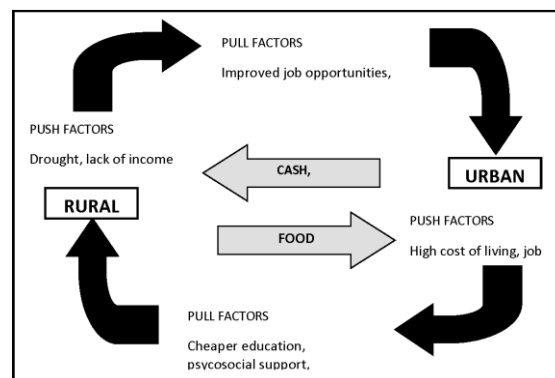 PULL FACTORS
Improved job opportunities,
PUSH FACTORS
Drought, lack of income
CASH,
URBAN
RURAL
FOOD
PUSH FACTORS
High cost of living, job
PULL FACTORS
Cheaper education,
psycosocial support,